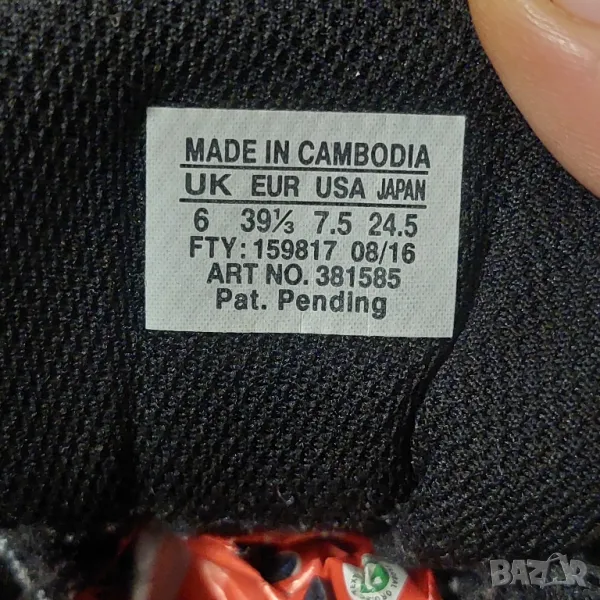 MADE IN CAMBODIA
UK EUR USA JAPAN
6 39⅓ 7.5 24.5
FTY: 159817 08/16
ART NO. 381585
Pat. Pending
BAZAR